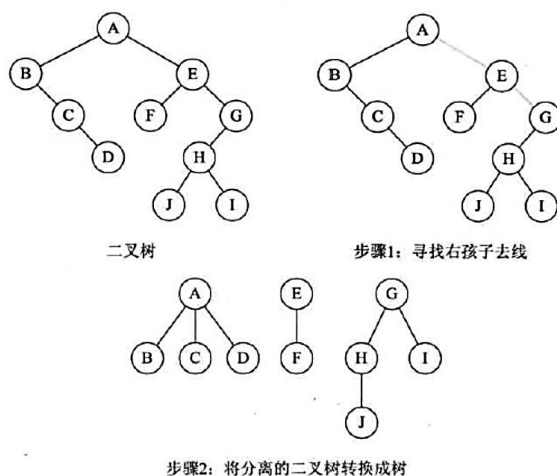 A A
B E B E
C F G C F G
D H D H
J I J I
二叉树 步骤1：寻找右孩子去线
A E G
B C D F H I
J
步骤2：将分离的二叉树转换成树